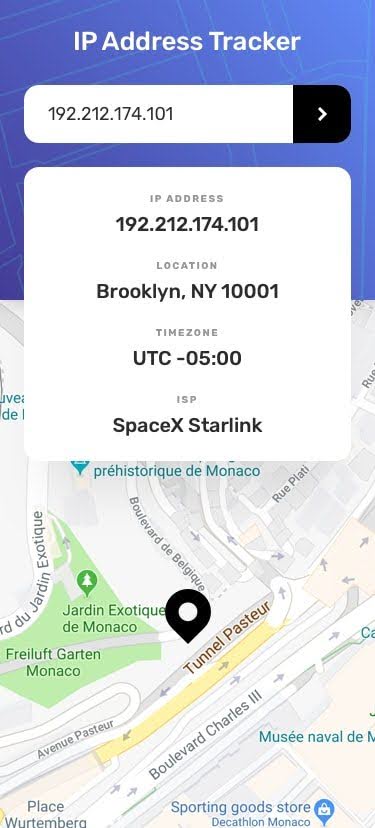 IP Address Tracker
192.212.174.101
IP ADDRESS
192.212.174.101
LOCATION
Brooklyn, NY 10001
TIMEZONE
UTC -05:00
ISP
SpaceX Starlink
de l
préhistorique de Monaco
Rue Plati
Boulevard de Belgique
rd du Jardin Exotique
Jardin Exotique
de Monaco
Freiluft Garten
Monaco
Tunnel Pasteur
Avenue Pasteur
Boulevard Charles III
Musée naval de M
Place
Wurtemberg
Sporting goods store
Decathlon Monaco